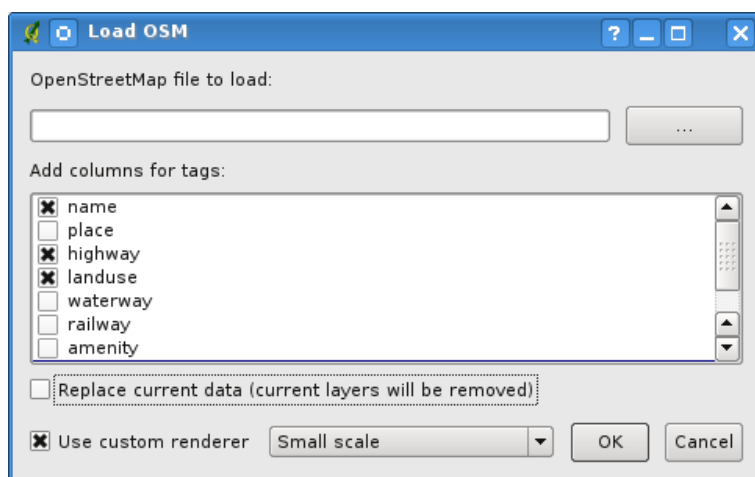 Load OSM
OpenStreetMap file to load:
...
Add columns for tags:
name
place
highway
landuse
waterway
railway
amenity
Replace current data (current layers will be removed)
Use custom renderer Small scale OK Cancel